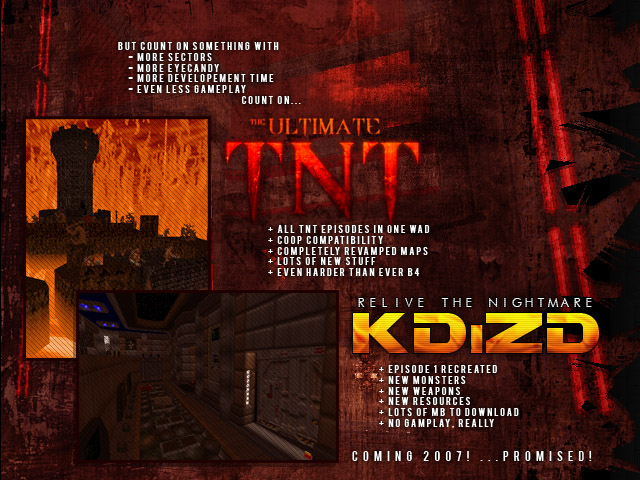 BUT COUNT ON SOMETHING WITH
- MORE SECTORS
- MORE EYECANDY
- MORE DEVELOPEMENT TIME
- EVEN LESS GAMEPLAY
COUNT ON...
THE ULTIMATE
TNT
+ ALL TNT EPISODES IN ONE WAD
+ COOP COMPATIBILITY
+ COMPLETELY REVAMPED MAPS
+ LOTS OF NEW STUFF
+ EVEN HARDER THAN EVER B4
RELIVE THE NIGHTMARE
KDiZD
+ EPISODE 1 RECREATED
+ NEW MONSTERS
+ NEW WEAPONS
+ NEW RESOURCES
+ LOTS OF MB TO DOWNLOAD
+ NO GAMPLAY, REALLY
COMING 2007! ...PROMISED!